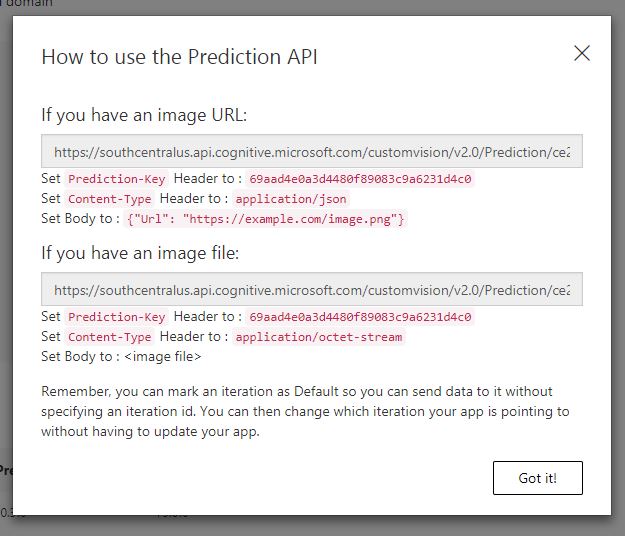 domain
How to use the Prediction API
If you have an image URL:
https://southcentralus.api.cognitive.microsoft.com/customvision/v2.0/Prediction/ce2
Set Prediction-Key Header to : 69aad4e0a3d4480f89083c9a6231d4c0
Set Content-Type Header to : application/json
Set Body to : {"Url": "https://example.com/image.png"}
If you have an image file:
https://southcentralus.api.cognitive.microsoft.com/customvision/v2.0/Prediction/ce2
Set Prediction-Key Header to : 69aad4e0a3d4480f89083c9a6231d4c0
Set Content-Type Header to : application/octet-stream
Set Body to : <image file>
Remember, you can mark an iteration as Default so you can send data to it without
specifying an iteration id. You can then change which iteration your app is pointing to
without having to update your app.
Got it!